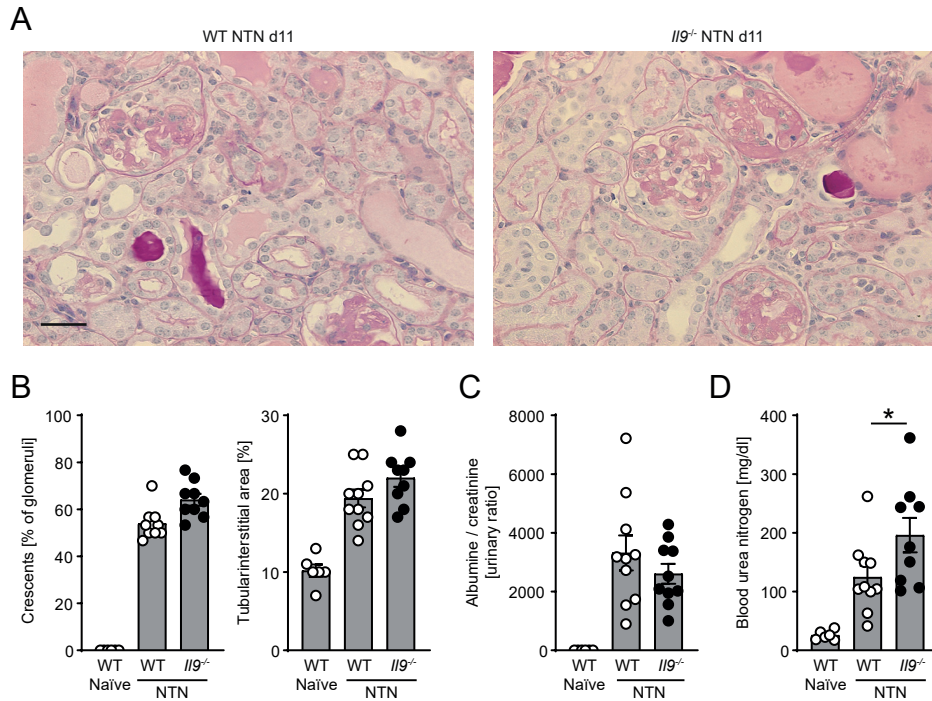 A
WT NTN d11
Il9-/- NTN d11
B
Crescents [% of glomeruli]
100
80
60
40
20
0
WT
WT
Il9-/-
Naïve
NTN
Tubularinterstitial area [%]
30
20
10
0
WT
WT
Il9-/-
Naïve
NTN
C
Albumine / creatinine
[urinary ratio]
8000
6000
4000
2000
0
WT
WT
Il9-/-
Naïve
NTN
D
Blood urea nitrogen [mg/dl]
400
300
200
100
0
*
WT
WT
Il9-/-
Naïve
NTN